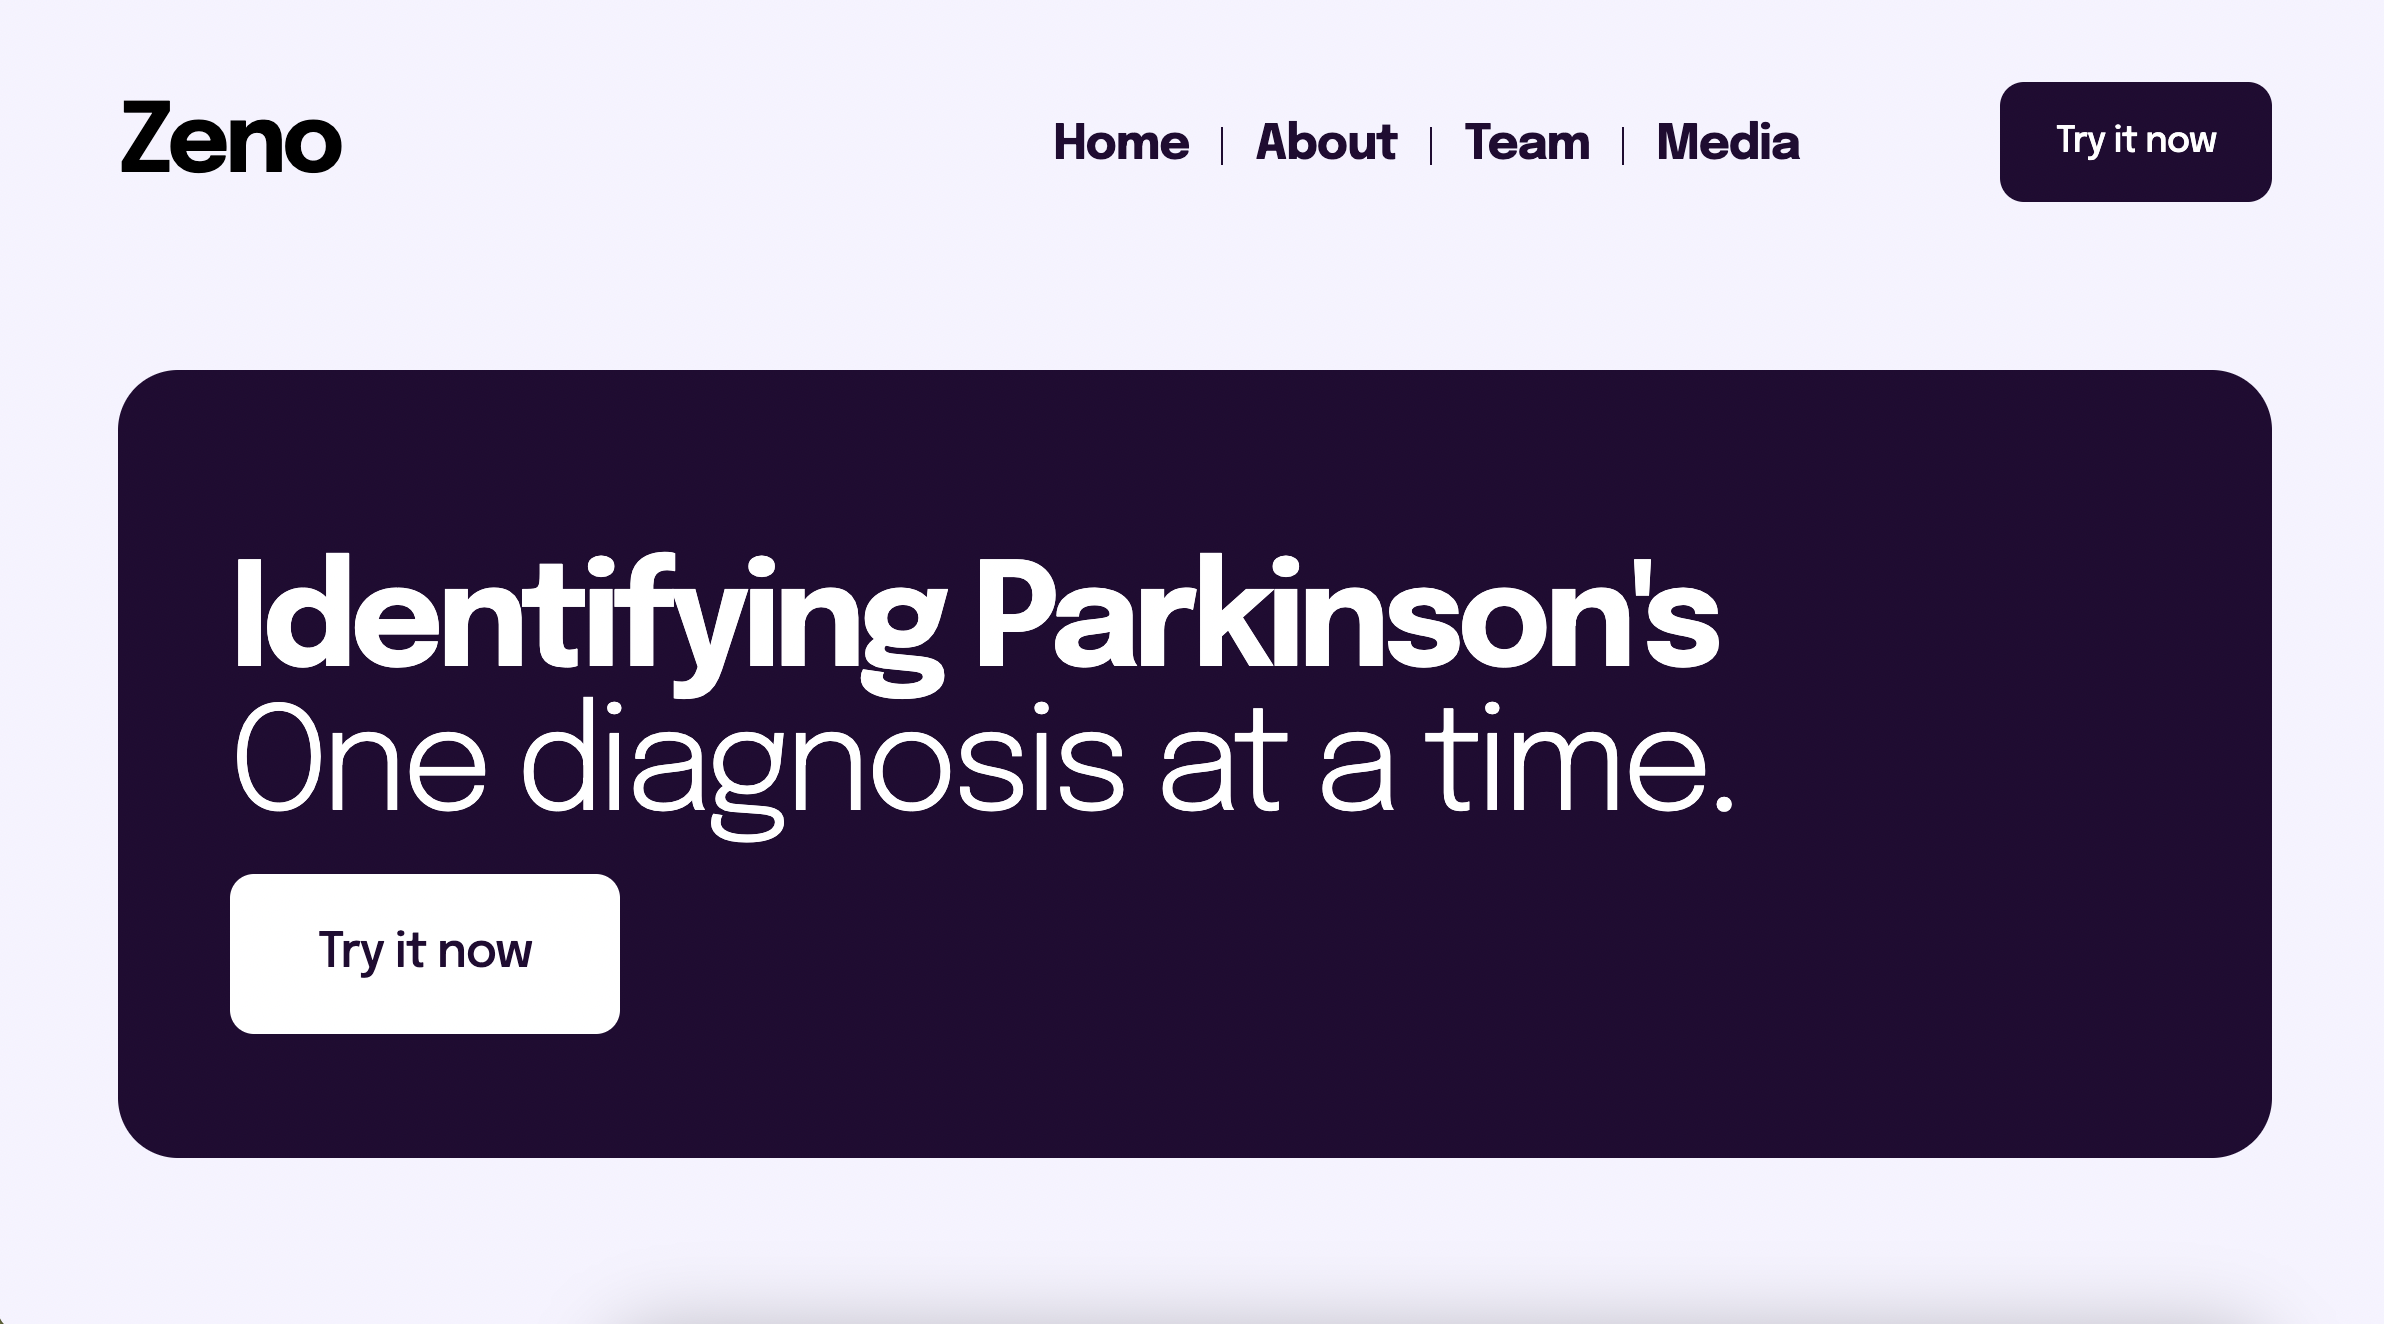 Zeno
Home | About | Team | Media
Try it now
Identifying Parkinson's
One diagnosis at a time.
Try it now